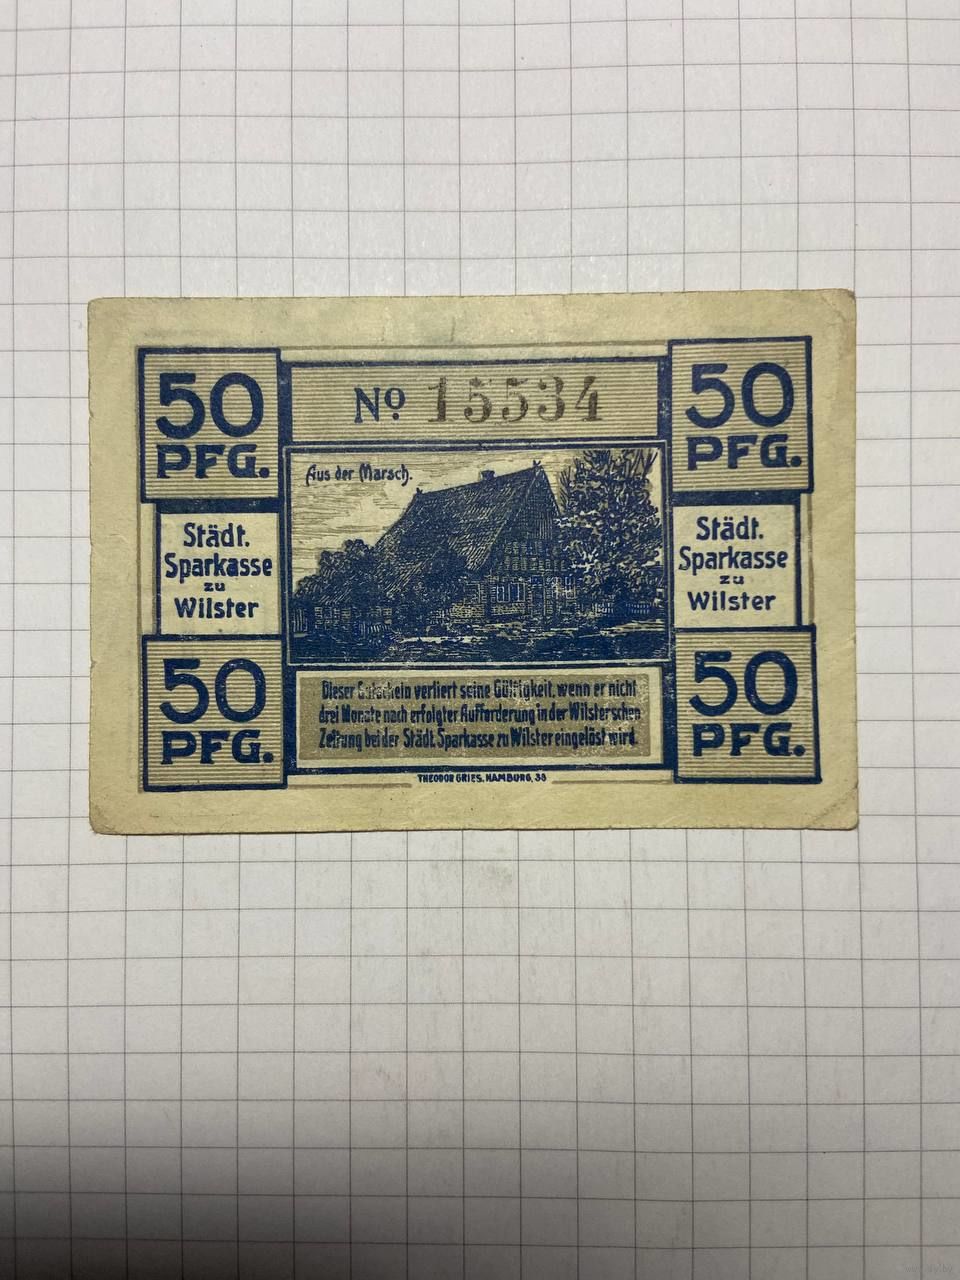 50
PFG.
No 15534
50
PFG.
Aus der Marsch.
Städt.
Sparkasse
zu
Wilster
Städt.
Sparkasse
zu
Wilster
50
PFG.
Dieser Gutschein verliert seine Gültigkeit, wenn er nicht
drei Monate nach erfolgter Aufforderung in der Wilsterschen
Zeitung bei der Städt. Sparkasse zu Wilster eingelöst wird.
50
PFG.
THEODOR GRIES, HAMBURG, 38